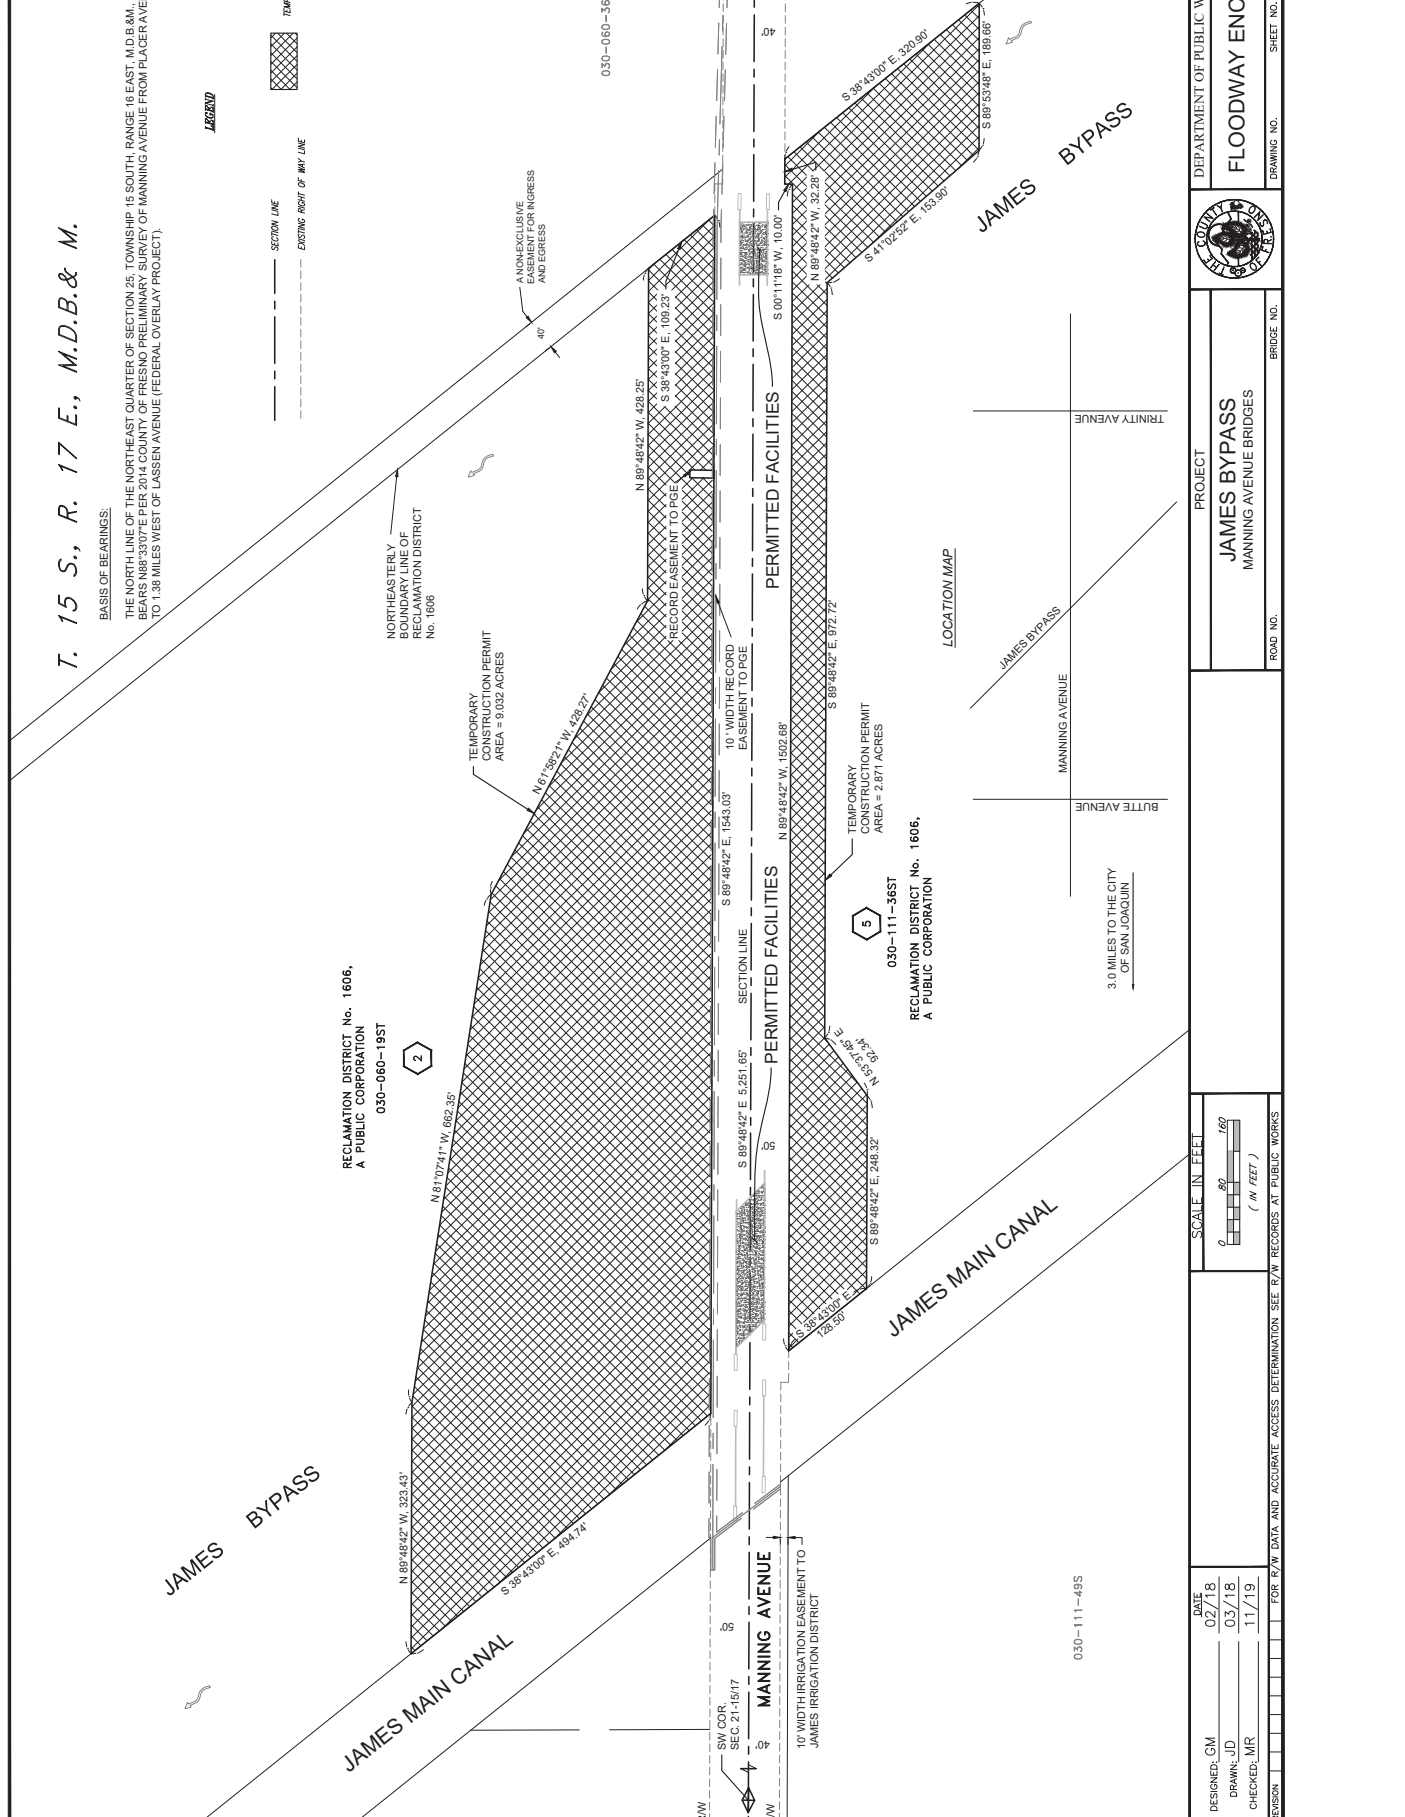 T. 15 S., R. 17 E., M.D.B.& M.
BASIS OF BEARINGS:
THE NORTH LINE OF THE NORTHEAST QUARTER OF SECTION 25, TOWNSHIP 15 SOUTH, RANGE 16 EAST, M.D.B.&M.,
BEARS N88°33'07"E PER 2014 COUNTY OF FRESNO PRELIMINARY SURVEY OF MANNING AVENUE FROM PLACER AVE
TO 1.38 MILES WEST OF LASSEN AVENUE (FEDERAL OVERLAY PROJECT).
LEGEND
SECTION LINE
EXISTING RIGHT OF WAY LINE
TEMP
JAMES BYPASS
NORTHEASTERLY
BOUNDARY LINE OF
RECLAMATION DISTRICT
No. 1606
A NON-EXCLUSIVE
EASEMENT FOR INGRESS
AND EGRESS
40'
030-060-36
RECLAMATION DISTRICT No. 1606,
A PUBLIC CORPORATION
030-060-19ST
2
TEMPORARY
CONSTRUCTION PERMIT
AREA = 9.032 ACRES
N 89°48'42" W, 323.43'
N 81°07'41" W, 662.35'
N 61°58'21" W, 428.27'
N 89°48'42" W, 428.25'
S 38°43'00" E, 109.23'
S 38°43'00" E, 494.74'
RECORD EASEMENT TO PGE
10 ' WIDTH RECORD
EASEMENT TO PGE
S 89°48'42" E, 1543.03'
JAMES MAIN CANAL
SW COR.
SEC. 21-15/17
R/W
R/W
40'
50'
MANNING AVENUE
10' WIDTH IRRIGATION EASEMENT TO
JAMES IRRIGATION DISTRICT
S 89°48'42" E 5,251.65'
SECTION LINE
50'
40'
PERMITTED FACILITIES
PERMITTED FACILITIES
N 89°48'42" W, 1502.68'
S 00°11'18" W, 10.00'
N 89°48'42" W, 32.28'
S 38°43'00" E, 320.90'
S 89°53'48" E, 189.66'
S 41°02'52" E, 153.90'
S 89°48'42" E, 972.72'
N 53°37'45" E
92.34'
S 89°48'42" E, 248.32'
S 38°43'00" E,
128.50'
TEMPORARY
CONSTRUCTION PERMIT
AREA = 2.871 ACRES
5
030-111-36ST
RECLAMATION DISTRICT No. 1606,
A PUBLIC CORPORATION
JAMES MAIN CANAL
JAMES BYPASS
030-111-49S
LOCATION MAP
JAMES BYPASS
MANNING AVENUE
TRINITY AVENUE
BUTTE AVENUE
3.0 MILES TO THE CITY
OF SAN JOAQUIN
DATE
DESIGNED: GM 02/18
DRAWN: JD 03/18
CHECKED: MR 11/19
REVISION
FOR R/W DATA AND ACCURATE ACCESS DETERMINATION SEE R/W RECORDS AT PUBLIC WORKS
SCALE IN FEET
0 80 160
( IN FEET )
PROJECT
JAMES BYPASS
MANNING AVENUE BRIDGES
ROAD NO.
BRIDGE NO.
THE COUNTY OF FRESNO
DEPARTMENT OF PUBLIC W
FLOODWAY ENC
DRAWING NO.
SHEET NO.